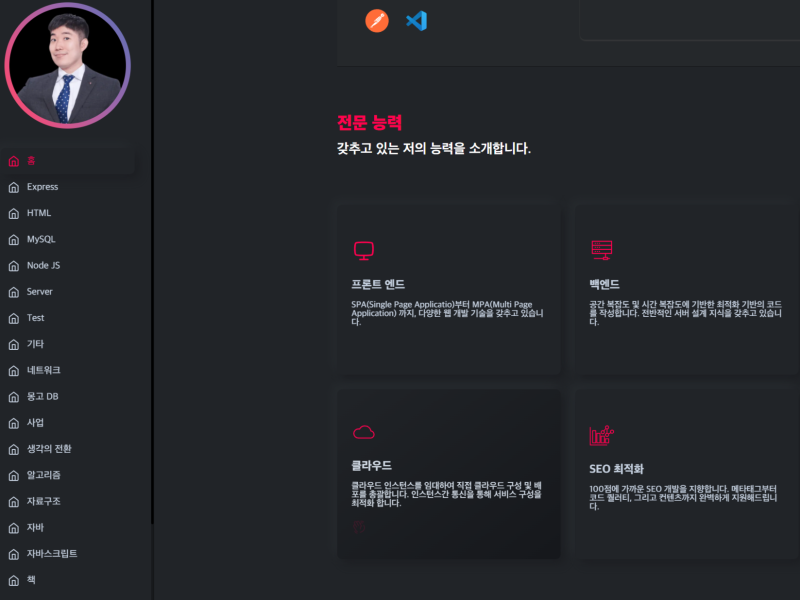 홈
Express
HTML
MySQL
Node JS
Server
Test
기타
네트워크
몽고 DB
사업
생각의 전환
알고리즘
자료구조
자바
자바스크립트
책
전문 능력
갖추고 있는 저의 능력을 소개합니다.
프론트 엔드
SPA(Single Page Applicatio)부터 MPA(Multi Page
Application) 까지, 다양한 웹 개발 기술을 갖추고 있습니
다.
백엔드
공간 복잡도 및 시간 복잡도에 기반한 최적화 기반의 코드
를 작성합니다. 전반적인 서버 설계 지식을 갖추고 있습니
다.
클라우드
클라우드 인스턴스를 임대하여 직접 클라우드 구성 및 배
포를 총괄합니다. 인스턴스간 통신을 통해 서비스 구성을
최적화 합니다.
SEO 최적화
100점에 가까운 SEO 개발을 지향합니다. 메타태그부터
코드 퀄러티, 그리고 컨텐츠까지 완벽하게 지원해드립니
다.